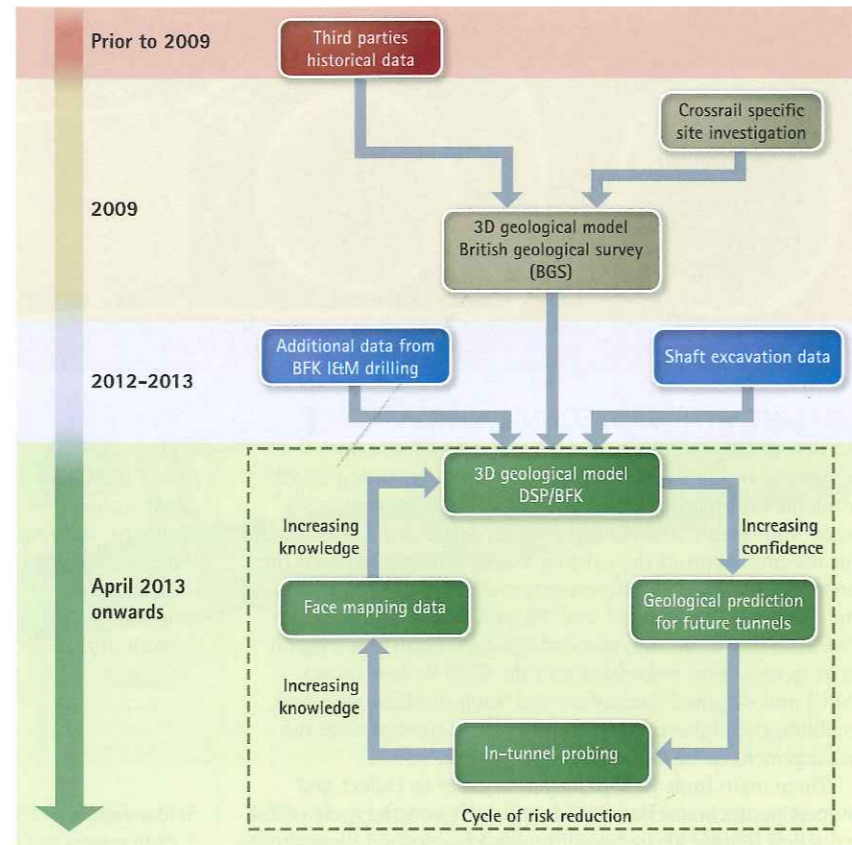 Prior to 2009
Third parties
historical data
Crossrail specific
site investigation
2009
3D geological model
British geological survey
(BGS)
Additional data from
BFK I&M drilling
Shaft excavation data
2012-2013
3D geological model
DSP/BFK
Increasing
knowledge
Increasing
confidence
April 2013
onwards
Face mapping data
Geological prediction
for future tunnels
Increasing
knowledge
In-tunnel probing
Cycle of risk reduction